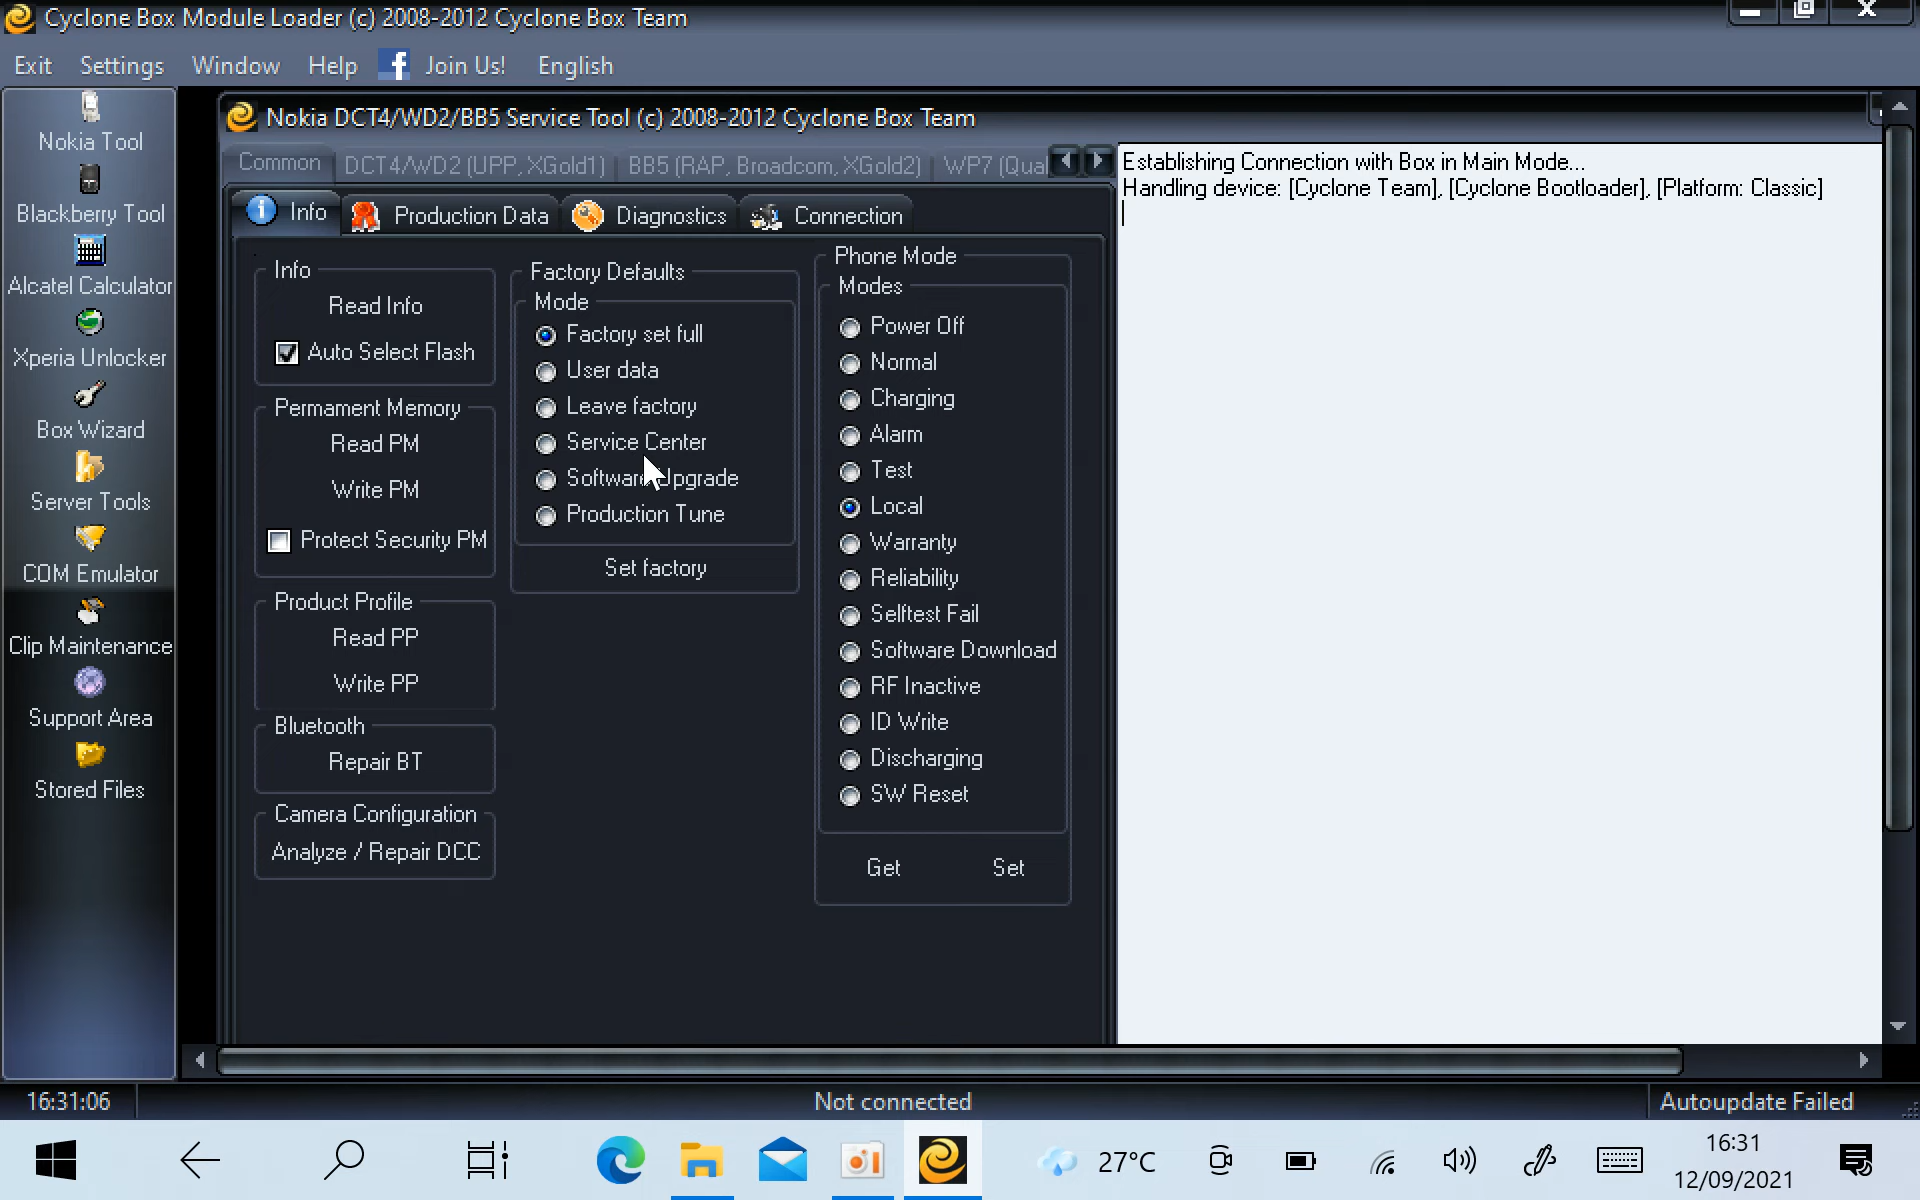 Cyclone Box Module Loader (c) 2008-2012 Cyclone Box Team
Exit Settings Window Help Join Us! English
Nokia Tool
Blackberry Tool
Alcatel Calculator
Xperia Unlocker
Box Wizard
Server Tools
COM Emulator
Clip Maintenance
Support Area
Stored Files
Nokia DCT4/WD2/BB5 Service Tool (c) 2008-2012 Cyclone Box Team
Common DCT4/WD2 (UPP, XGold1) BB5 (RAP, Broadcom, XGold2) WP7 (Qual
Info Production Data Diagnostics Connection
Info
Read Info
Auto Select Flash
Permament Memory
Read PM
Write PM
Protect Security PM
Product Profile
Read PP
Write PP
Bluetooth
Repair BT
Camera Configuration
Analyze / Repair DCC
Factory Defaults
Mode
Factory set full
User data
Leave factory
Service Center
Software Upgrade
Production Tune
Set factory
Phone Mode
Modes
Power Off
Normal
Charging
Alarm
Test
Local
Warranty
Reliability
Selftest Fail
Software Download
RF Inactive
ID Write
Discharging
SW Reset
Get Set
Establishing Connection with Box in Main Mode...
Handling device: [Cyclone Team], [Cyclone Bootloader], [Platform: Classic]
16:31:06 Not connected Autoupdate Failed
27°C
16:31
12/09/2021